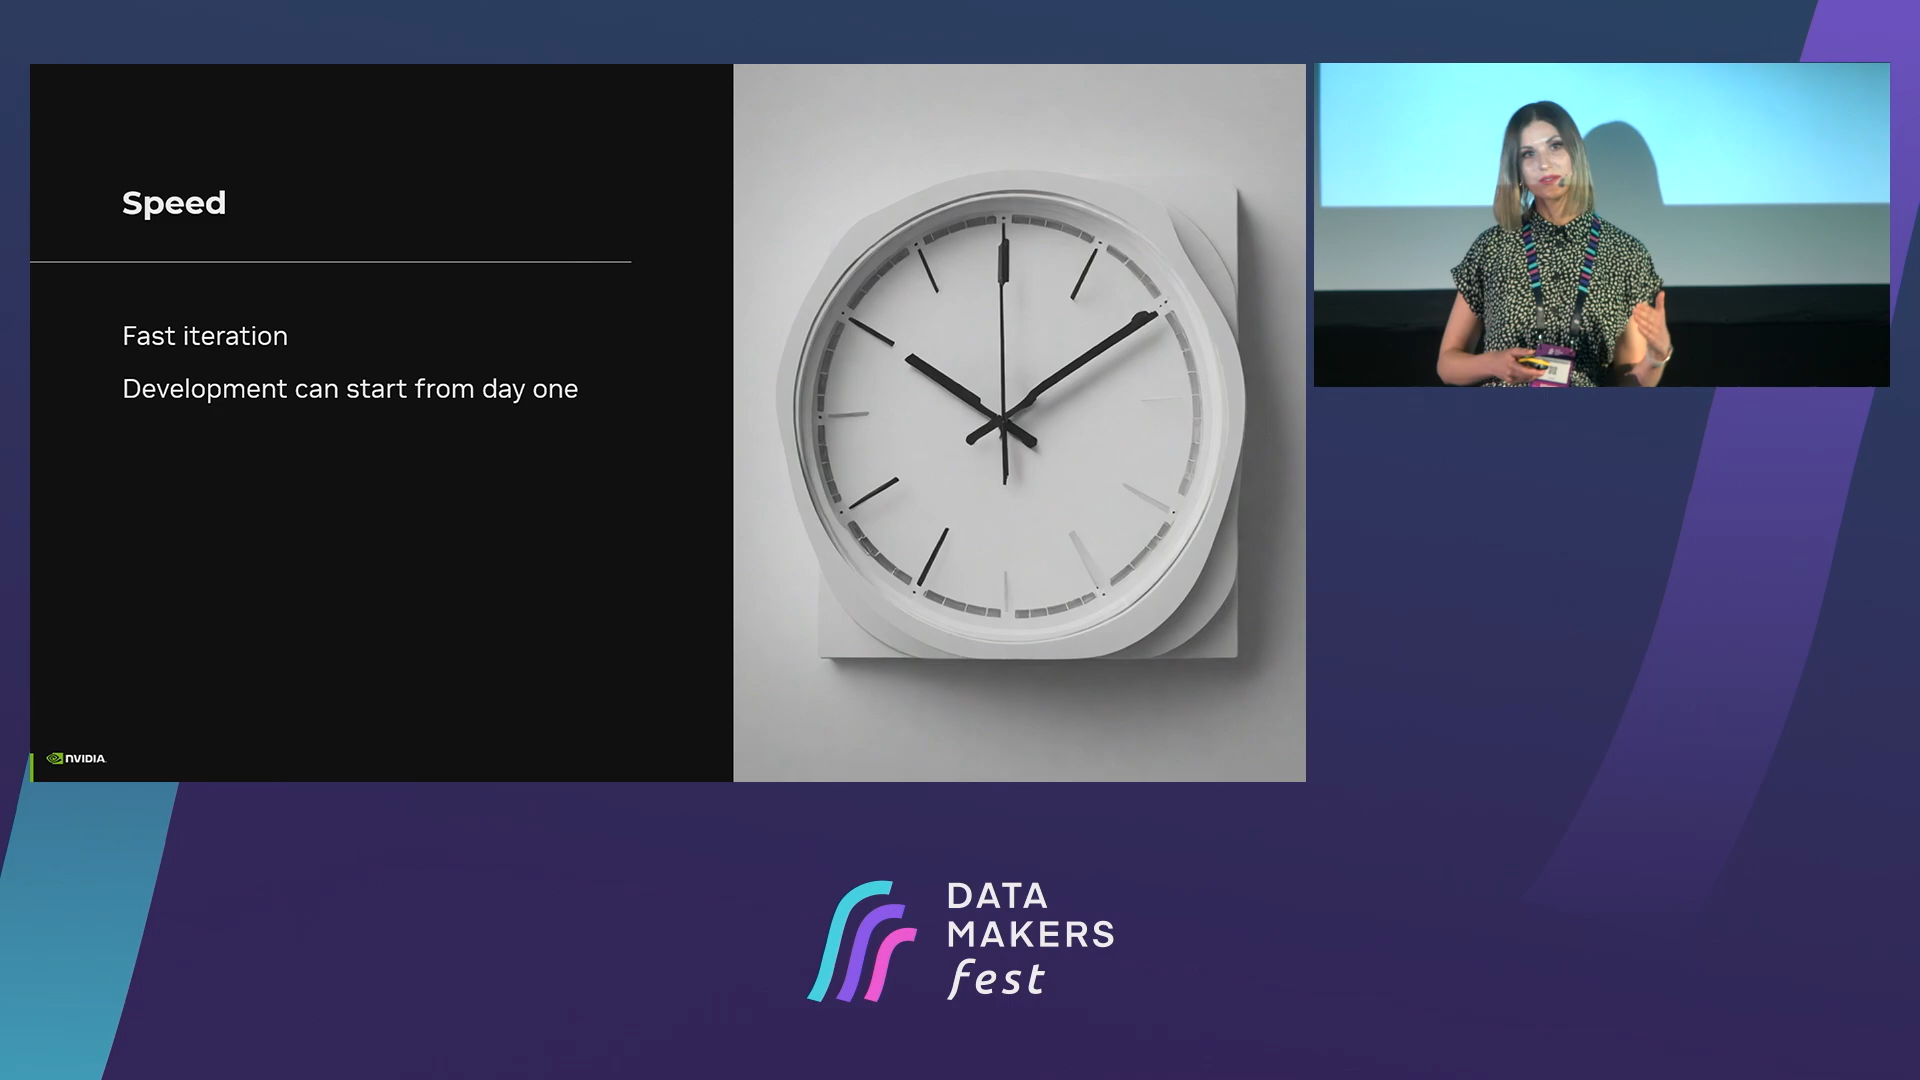 Speed
Fast iteration
Development can start from day one
NVIDIA.
DATA
MAKERS
fest